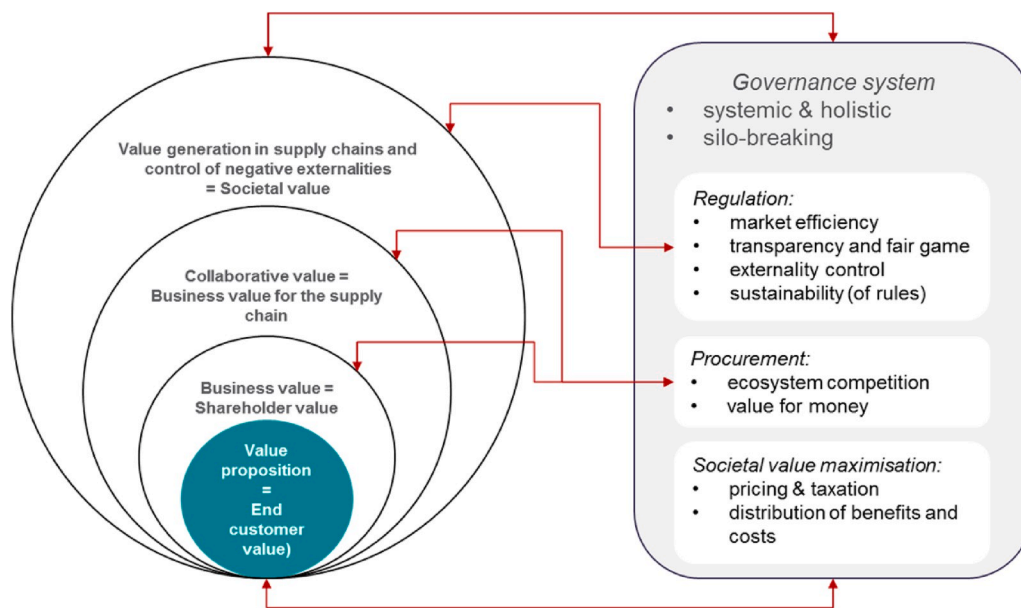 Value generation in supply chains and
control of negative externalities
= Societal value
Collaborative value =
Business value for the supply
chain
Business value =
Shareholder value
Value
proposition
=
End
customer
value)
Governance system
• systemic & holistic
• silo-breaking
Regulation:
• market efficiency
• transparency and fair game
• externality control
• sustainability (of rules)
Procurement:
• ecosystem competition
• value for money
Societal value maximisation:
• pricing & taxation
• distribution of benefits and
costs